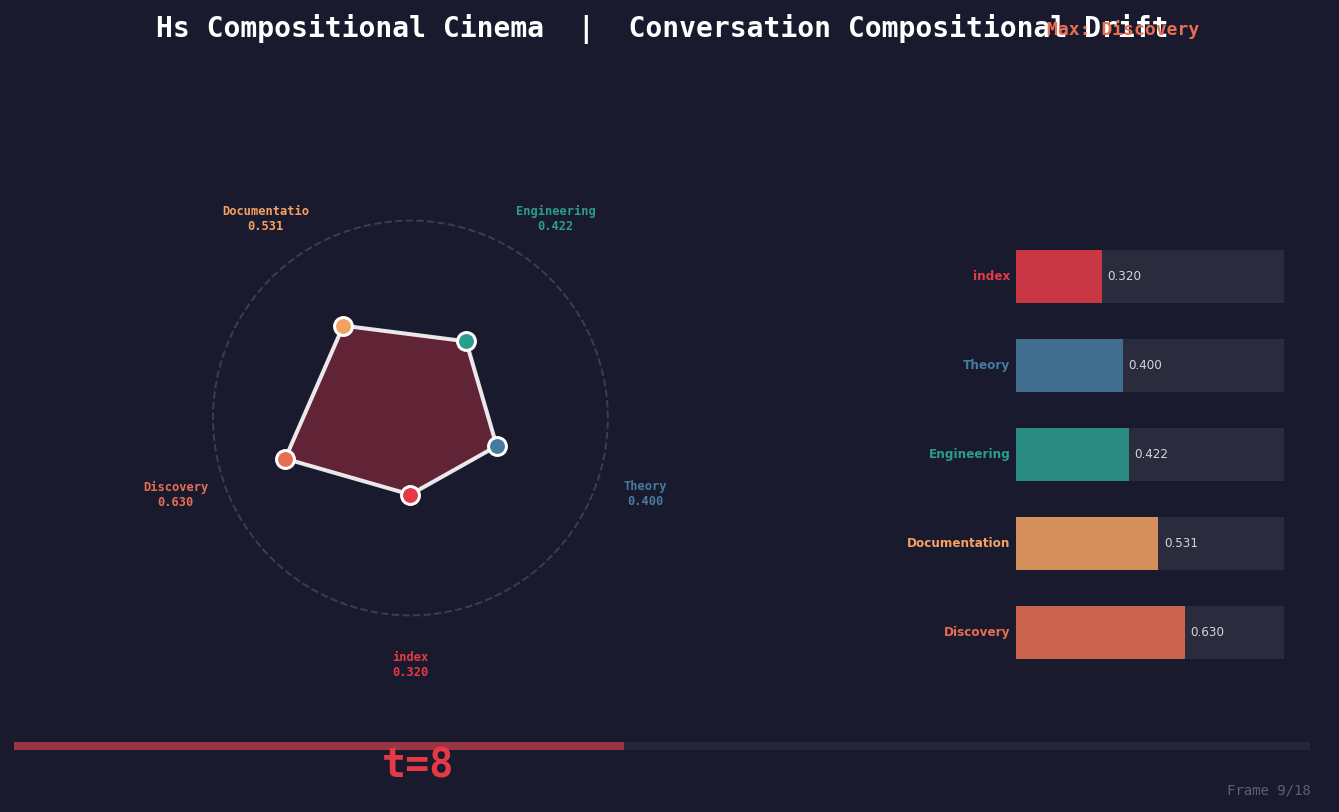 Hs Compositional Cinema | Conversation Compositional Drift
Max: Discovery
Documentatio
0.531
Engineering
0.422
Discovery
0.630
Theory
0.400
index
0.320
index
0.320
Theory
0.400
Engineering
0.422
Documentation
0.531
Discovery
0.630
t=8
Frame 9/18